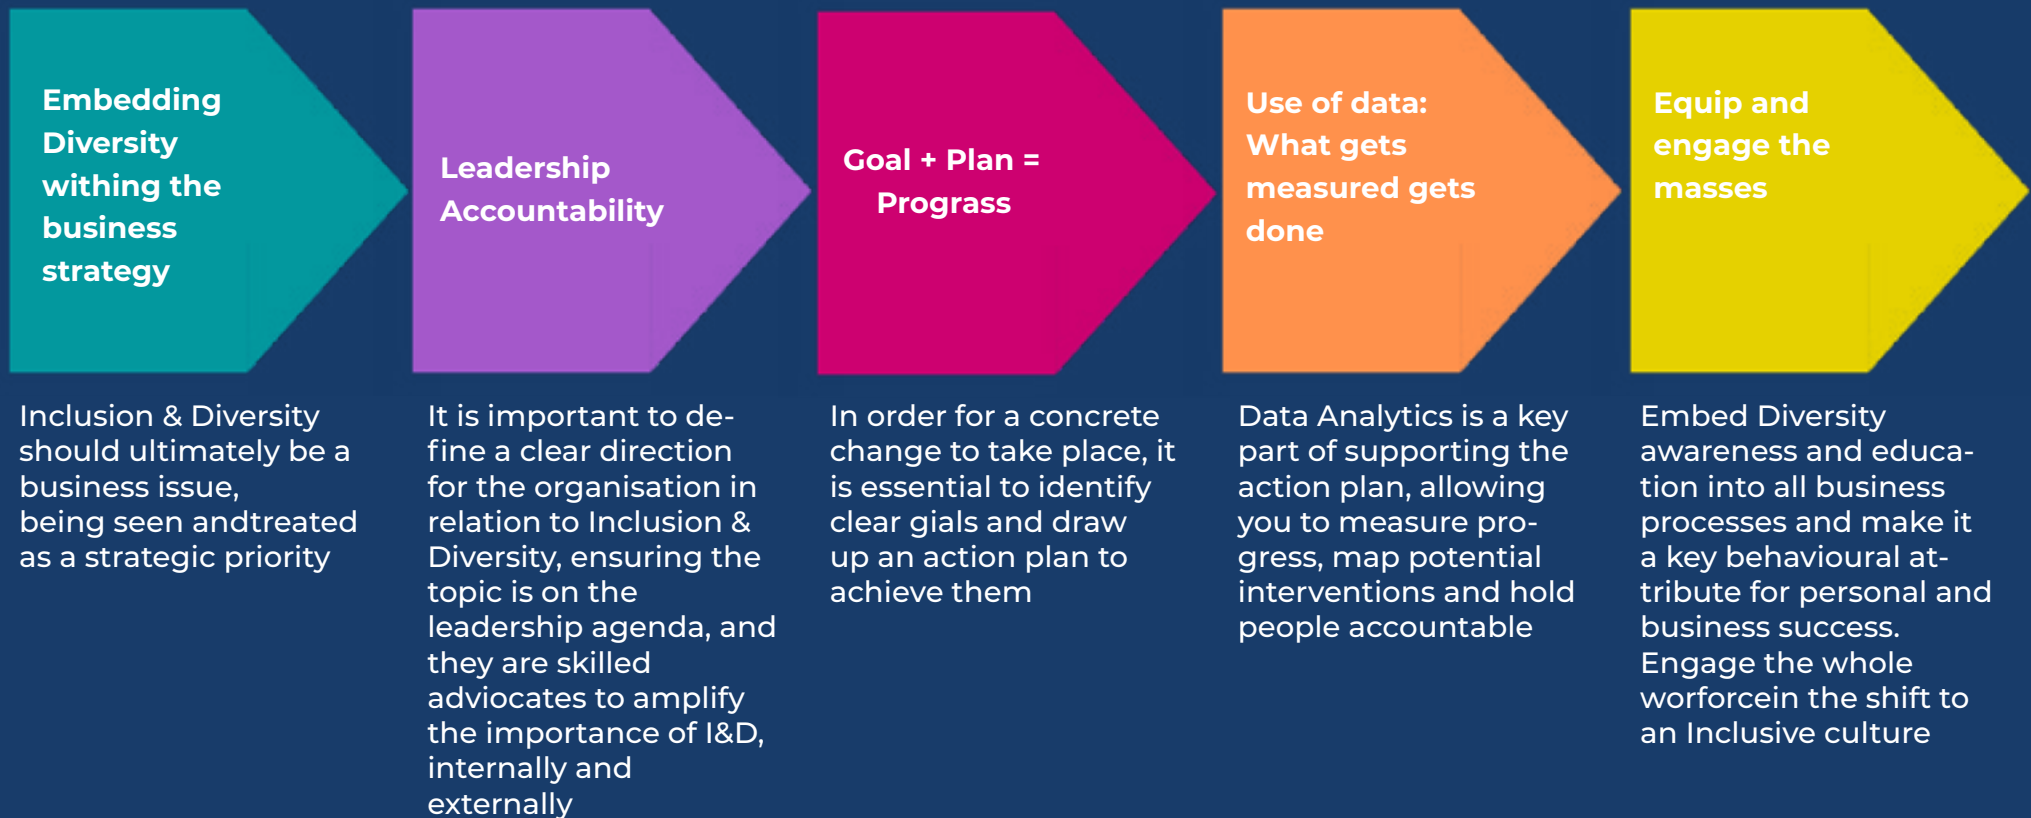 Embedding
Diversity
withing the
business
strategy
Leadership
Accountability
Goal + Plan =
Prograss
Use of data:
What gets
measured gets
done
Equip and
engage the
masses
Inclusion & Diversity
should ultimately be a
business issue,
being seen andtreated
as a strategic priority
It is important to de-
fine a clear direction
for the organisation in
relation to Inclusion &
Diversity, ensuring the
topic is on the
leadership agenda, and
they are skilled
adviocates to amplify
the importance of I&D,
internally and
externally
In order for a concrete
change to take place, it
is essential to identify
clear gials and draw
up an action plan to
achieve them
Data Analytics is a key
part of supporting the
action plan, allowing
you to measure pro-
gress, map potential
interventions and hold
people accountable
Embed Diversity
awareness and educa-
tion into all business
processes and make it
a key behavioural at-
tribute for personal and
business success.
Engage the whole
worforcein the shift to
an Inclusive culture